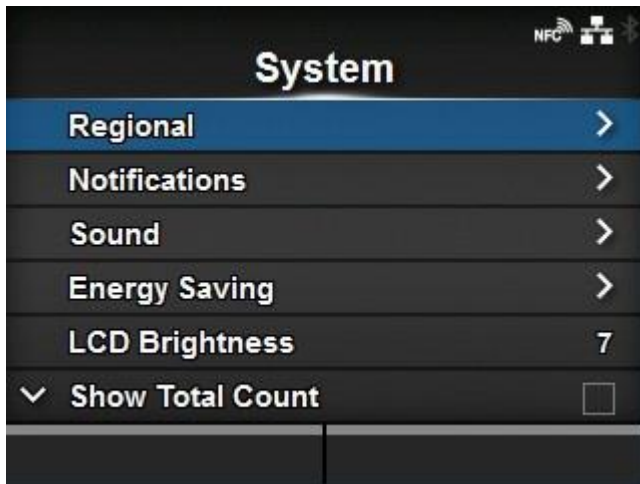 NFC
System
Regional
Notifications
Sound
Energy Saving
LCD Brightness 7
Show Total Count